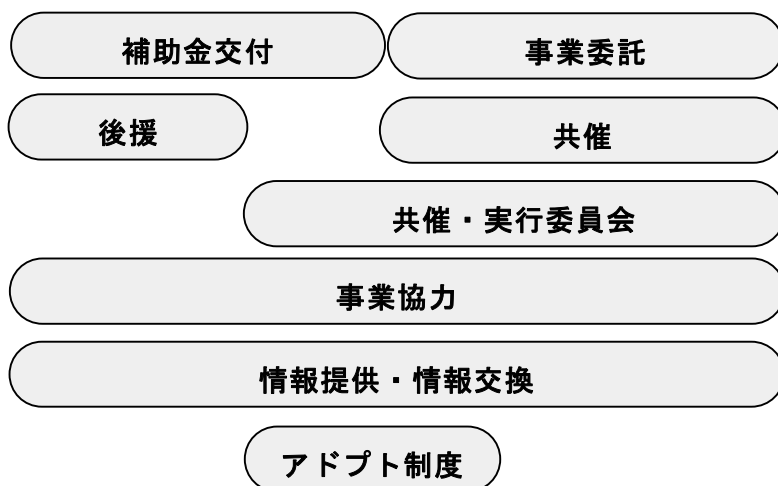 補助金交付
事業委託
後援
共催
共催・実行委員会
事業協力
情報提供・情報交換
アドプト制度